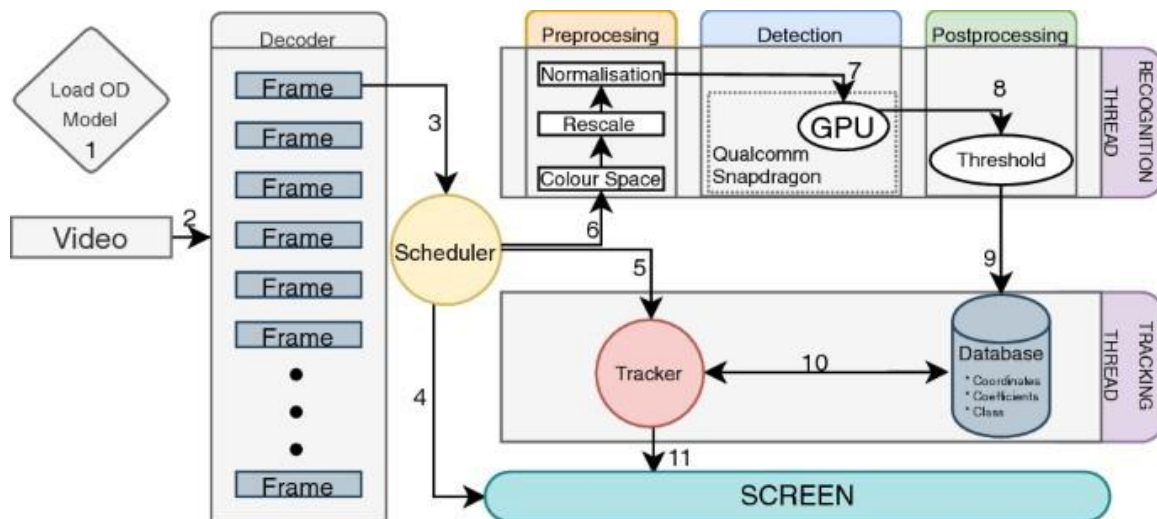 Load OD
Model
1
Video
2
Decoder
Frame
Frame
Frame
Frame
Frame
Frame
Frame
3
Scheduler
4
5
6
Preprocesing
Normalisation
Rescale
Colour Space
Detection
7
GPU
Qualcomm
Snapdragon
Postprocessing
8
Threshold
RECOGNITION
THREAD
9
Tracker
10
Database
* Coordinates
* Coefficients
* Class
TRACKING
THREAD
11
SCREEN